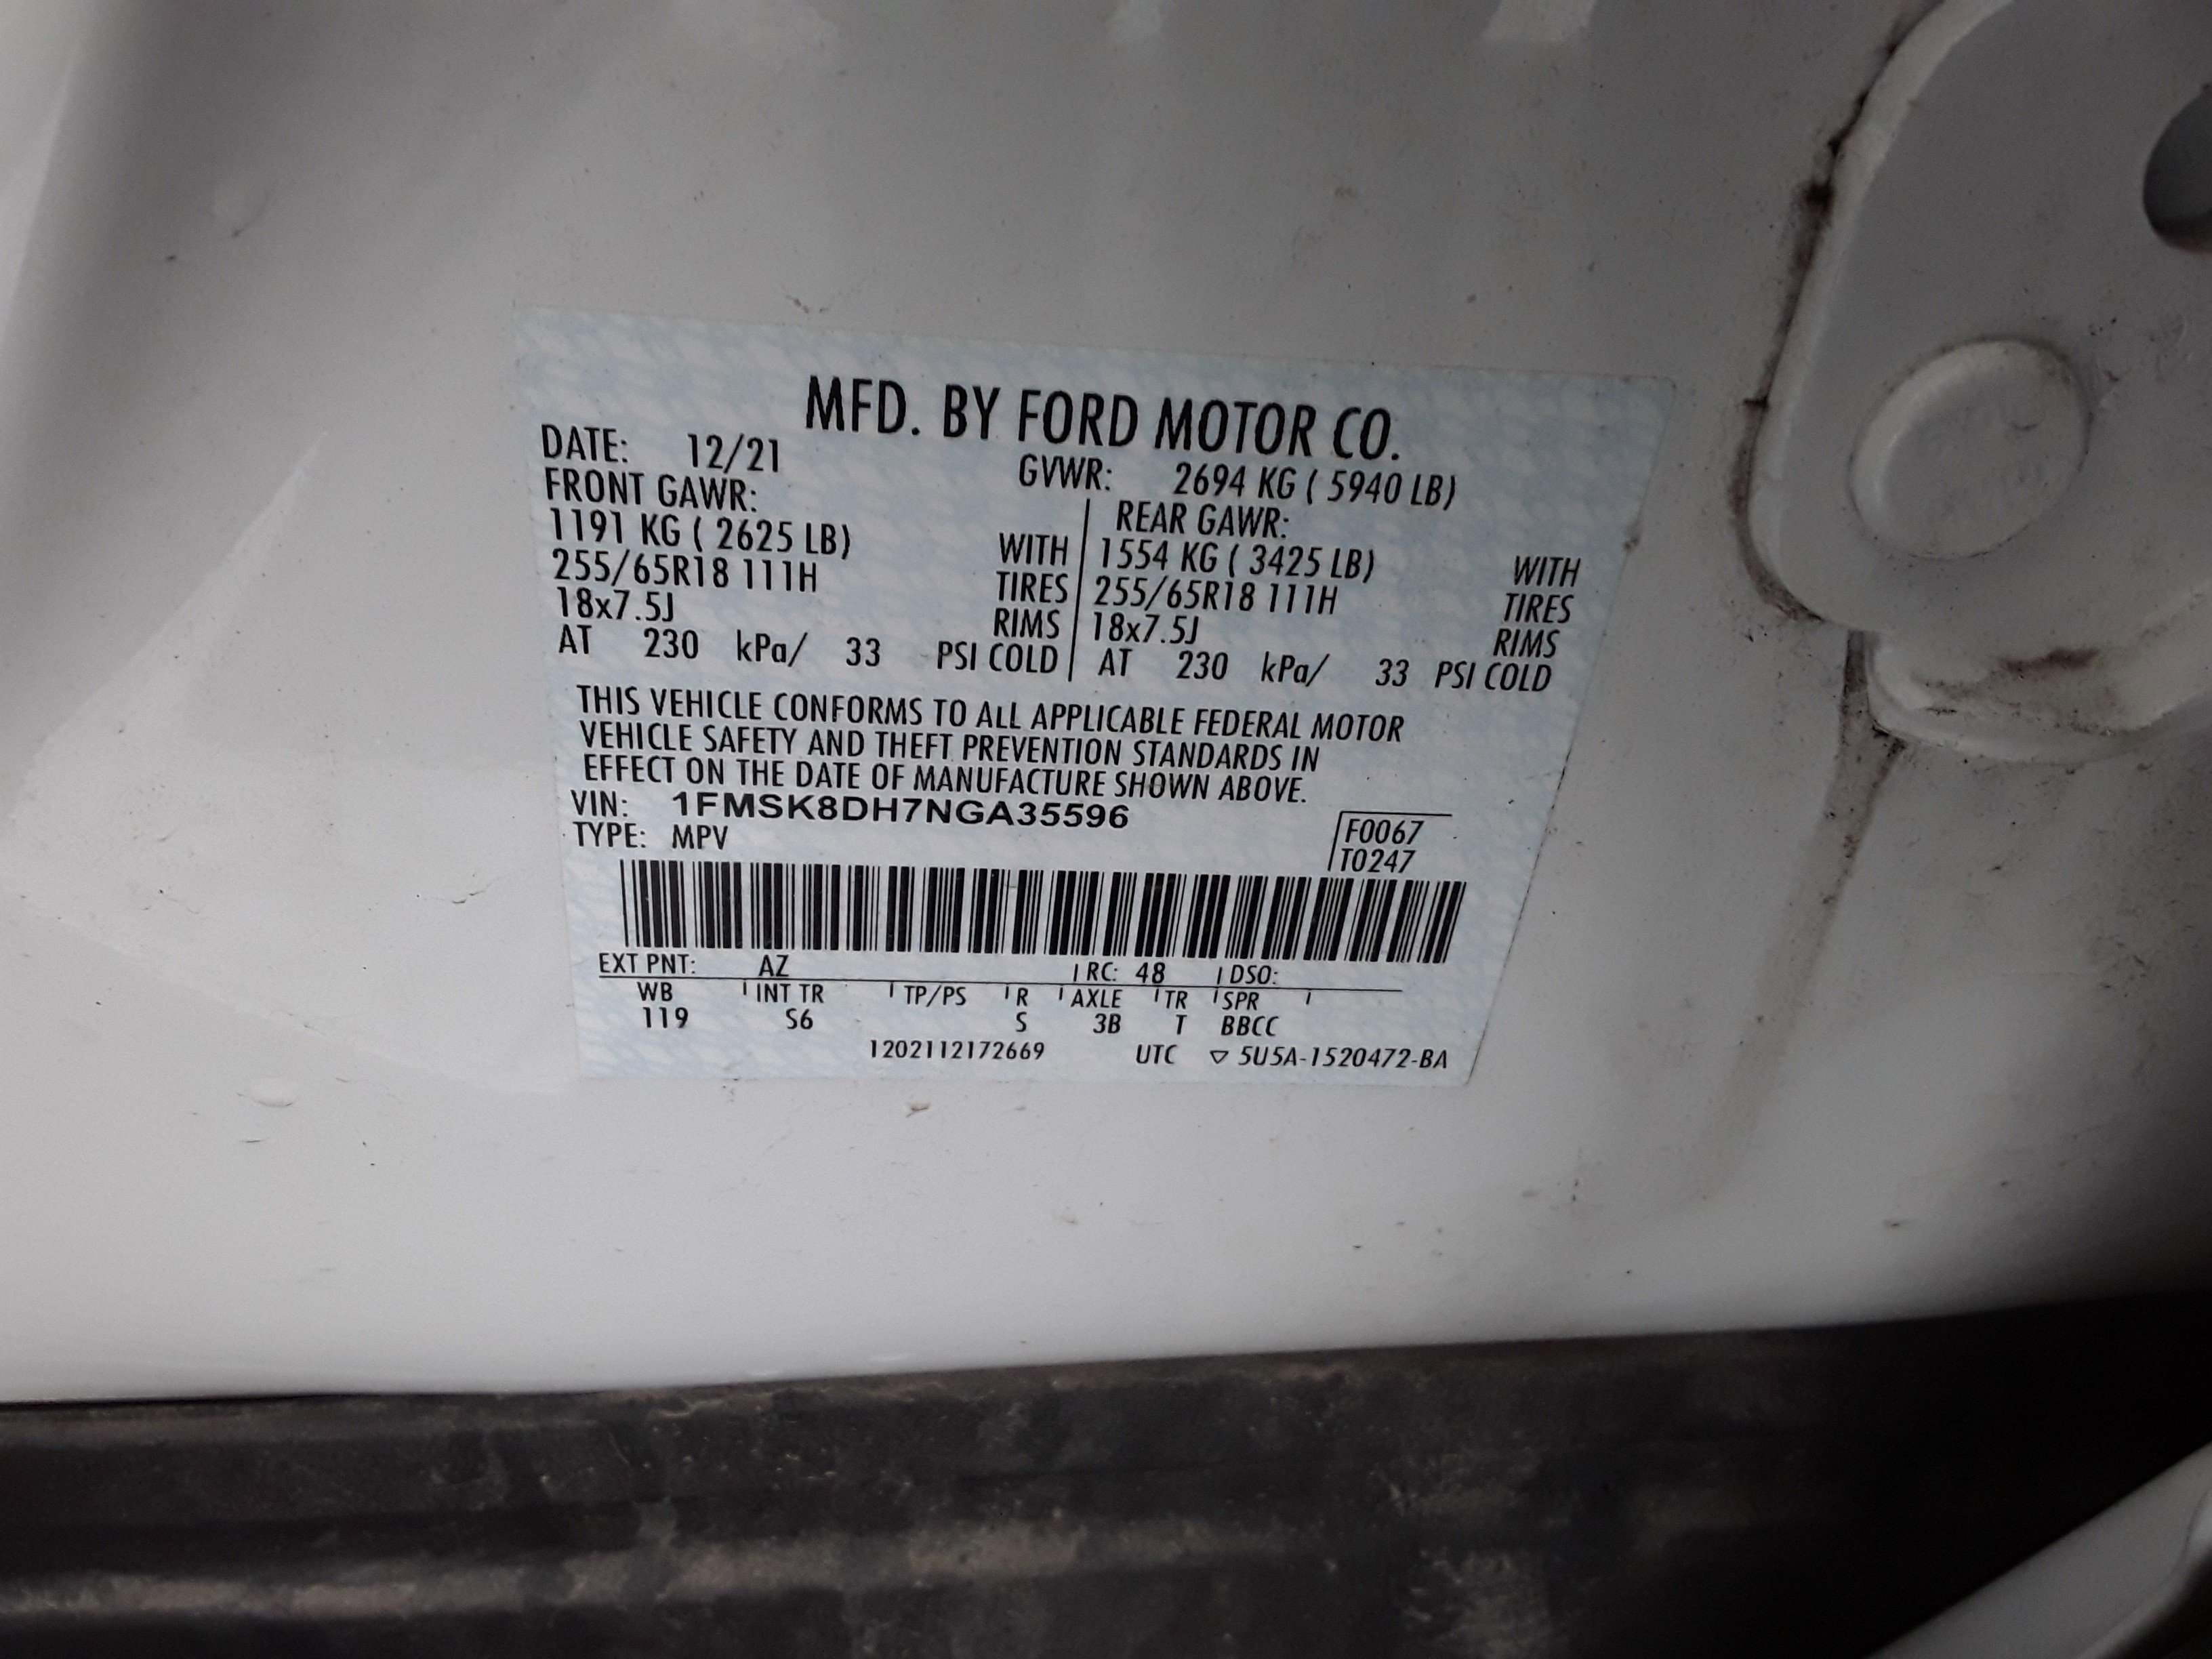 MFD. BY FORD MOTOR CO.
DATE: 12/21 GVWR: 2694 KG ( 5940 LB)
FRONT GAWR: REAR GAWR:
1191 KG ( 2625 LB) WITH 1554 KG ( 3425 LB) WITH
255/65R18 111H TIRES 255/65R18 111H TIRES
18x7.5J RIMS 18x7.5J RIMS
AT 230 kPa/ 33 PSI COLD AT 230 kPa/ 33 PSI COLD
THIS VEHICLE CONFORMS TO ALL APPLICABLE FEDERAL MOTOR
VEHICLE SAFETY AND THEFT PREVENTION STANDARDS IN
EFFECT ON THE DATE OF MANUFACTURE SHOWN ABOVE.
VIN: 1FMSK8DH7NGA35596 F0067
TYPE: MPV T0247
EXT PNT: AZ RC: 48 DSO:
WB INT TR TP/PS R AXLE TR SPR
119 S6 S 3B T BBCC
1202112172669 UTC ▽ 5U5A-1520472-BA